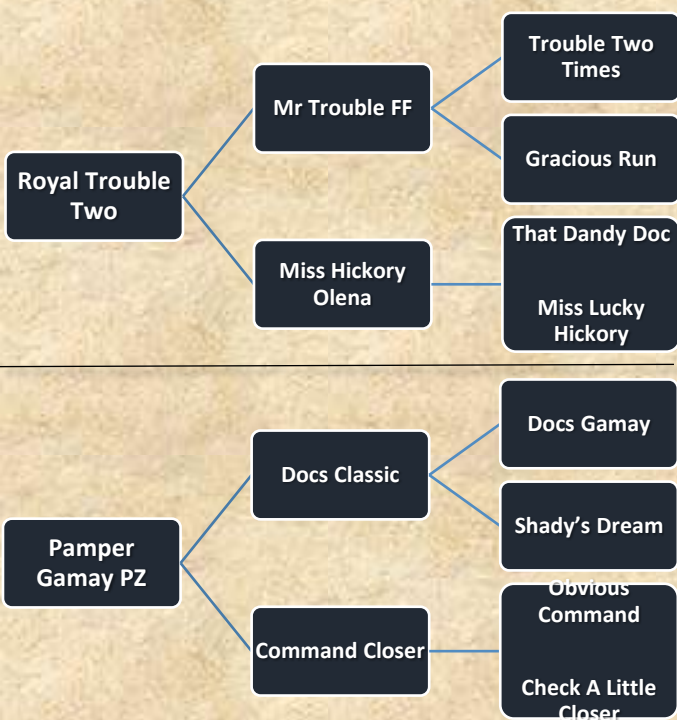 Royal Trouble
Two
Mr Trouble FF
Trouble Two
Times
Gracious Run
Miss Hickory
Olena
That Dandy Doc
Miss Lucky
Hickory
Pamper
Gamay PZ
Docs Classic
Docs Gamay
Shady’s Dream
Command Closer
Obvious
Command
Check A Little
Closer